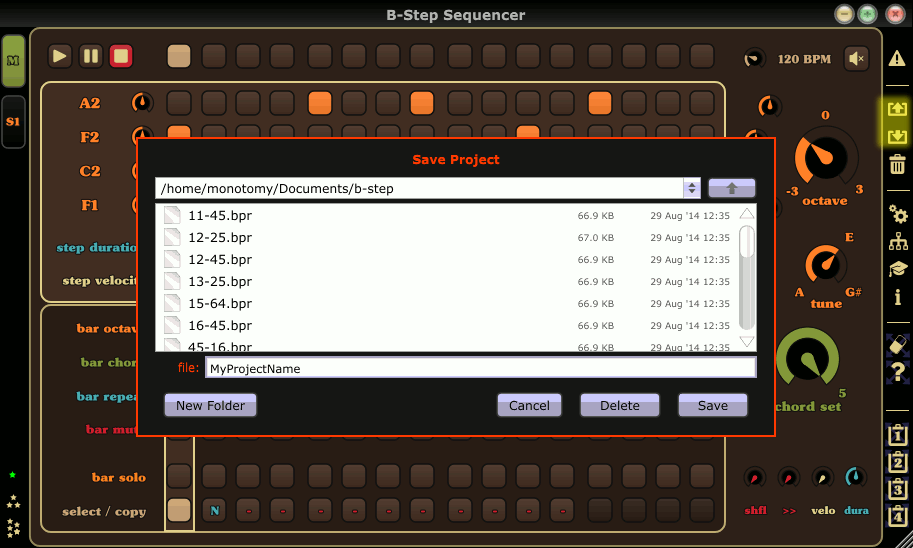 B-Step Sequencer
M
120 BPM
S1
A2
F2
C2
F1
0
-3 3
octave
step duratio
step velocit
E
A G#
tune
bar octav
bar chor
bar repea
bar mut
5
chord set
bar solo
select / copy
N - - - - - - - - - -
shfl >> velo dura
i
?
1
2
3
4
Save Project
/home/monotomy/Documents/b-step
11-45.bpr 66.9 KB 29 Aug '14 12:35
12-25.bpr 67.0 KB 29 Aug '14 12:35
12-45.bpr 66.9 KB 29 Aug '14 12:35
13-25.bpr 66.9 KB 29 Aug '14 12:35
15-64.bpr 66.9 KB 29 Aug '14 12:35
16-45.bpr 66.9 KB 29 Aug '14 12:35
45-16.bpr 66.9 KB 29 Aug '14 12:35
file: MyProjectName
New Folder Cancel Delete Save